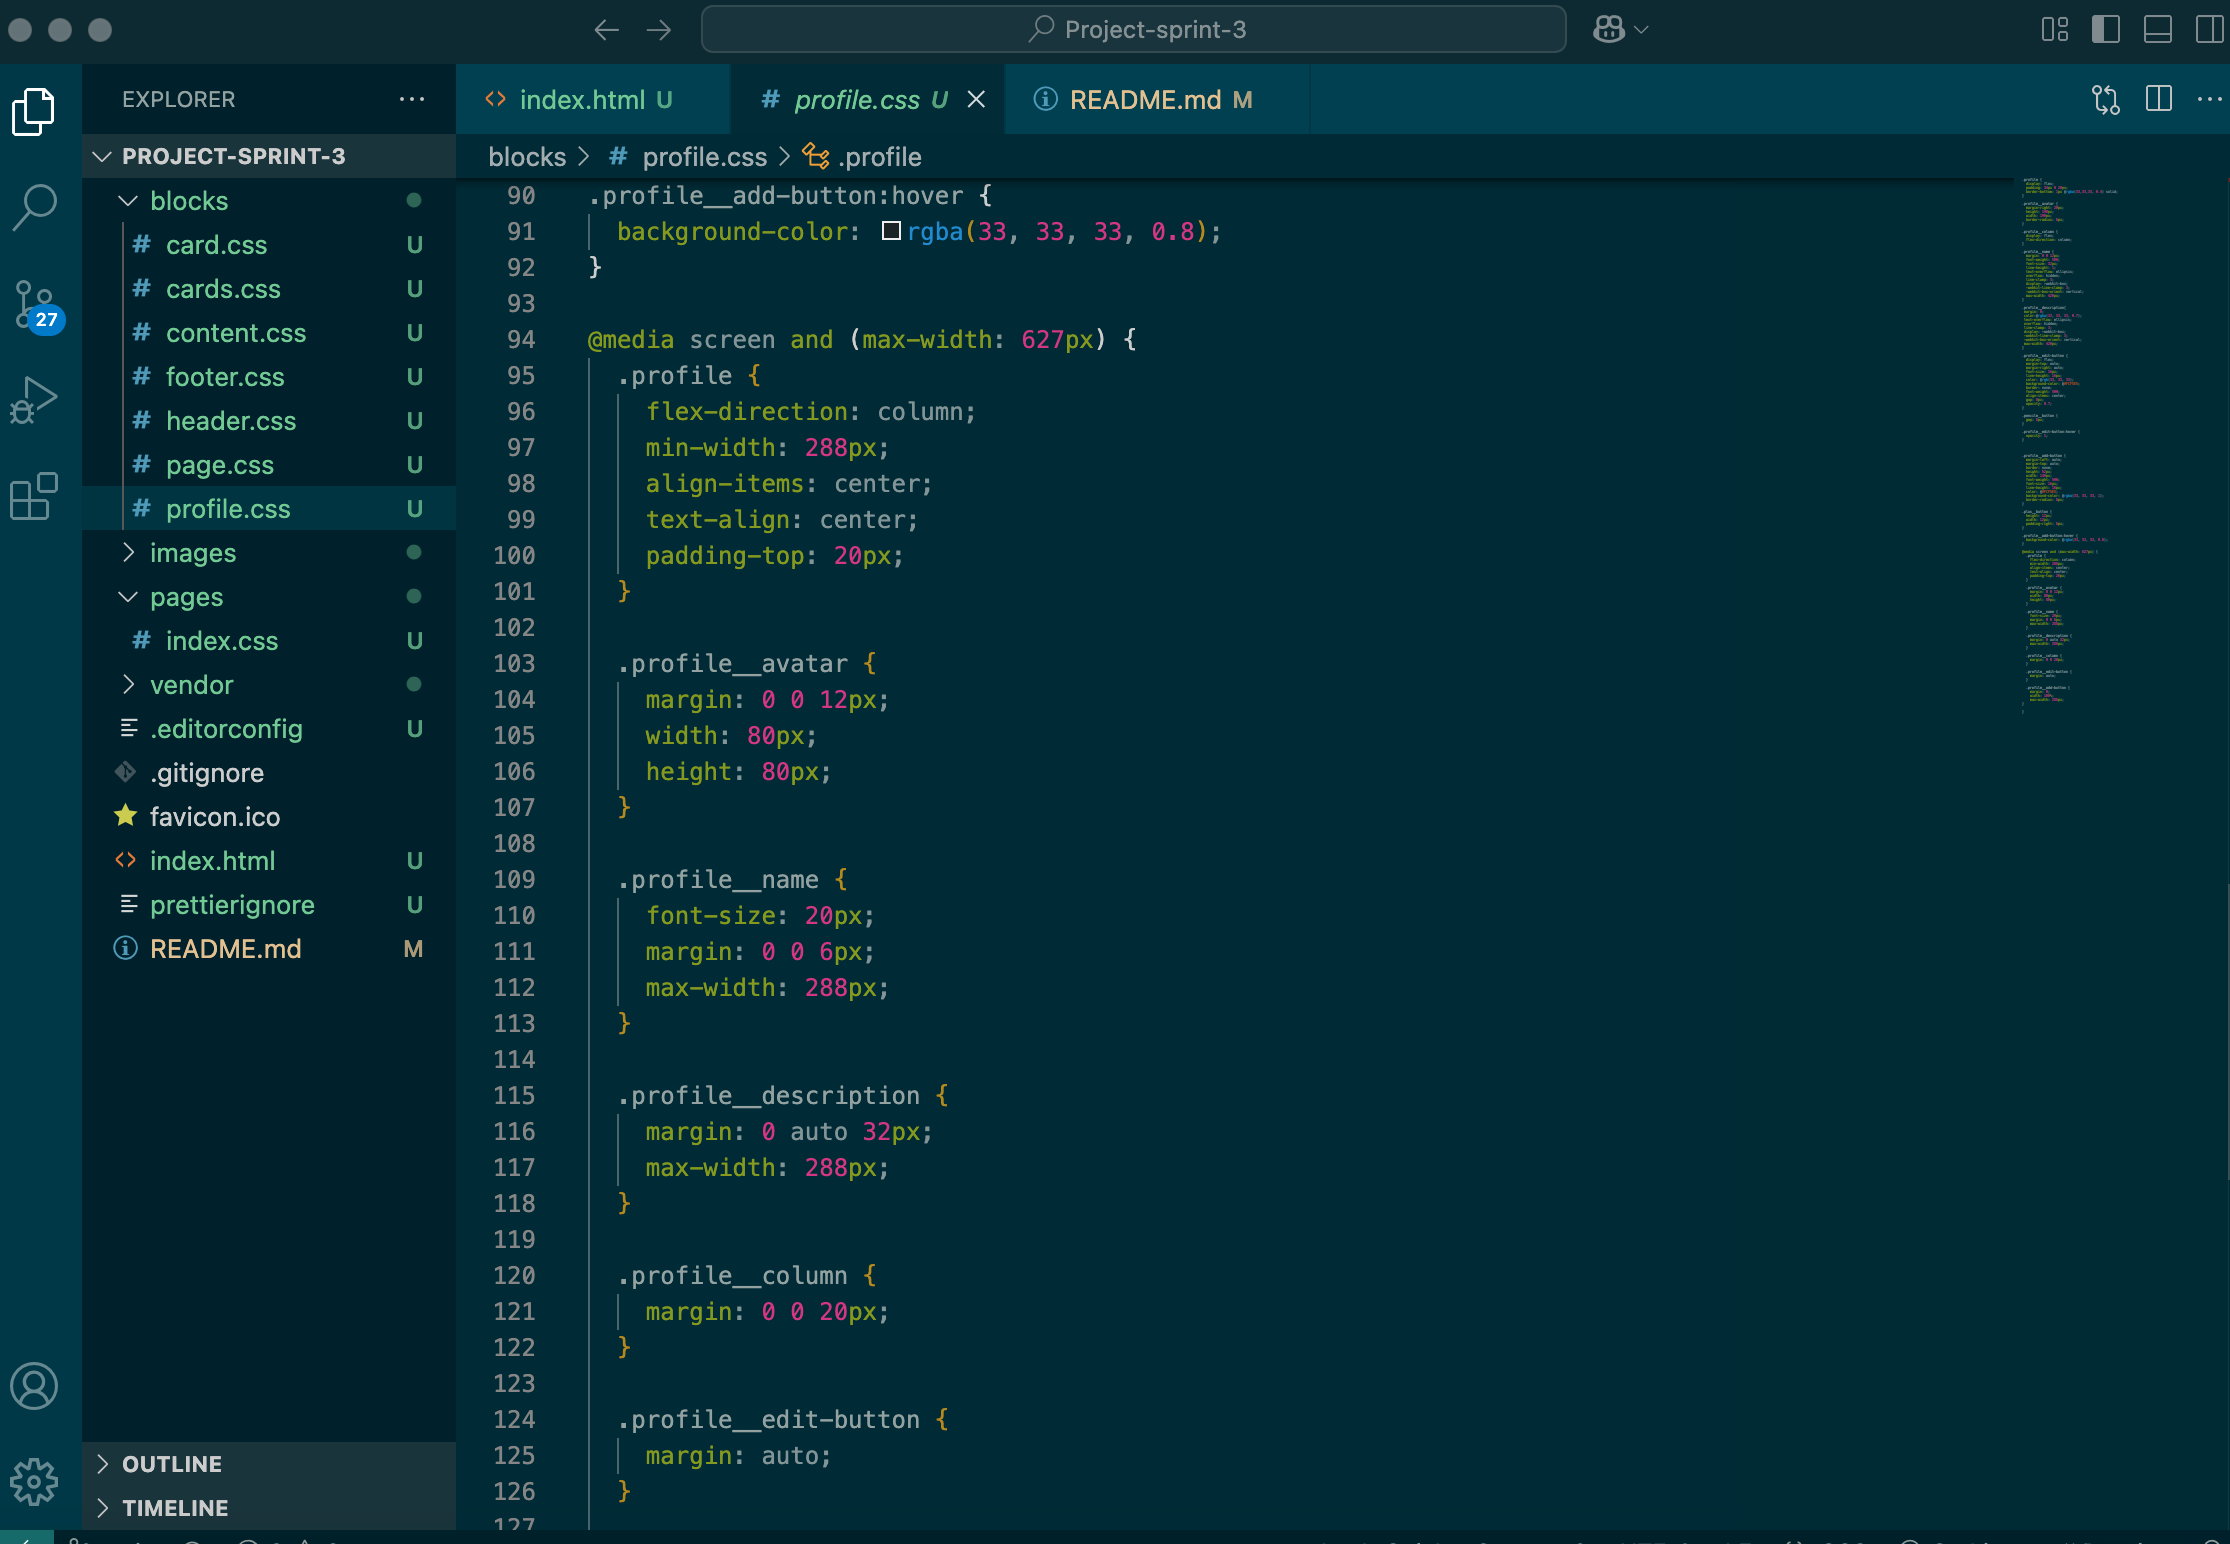 Project-sprint-3
EXPLORER
PROJECT-SPRINT-3
blocks
# card.css U
# cards.css U
# content.css U
# footer.css U
# header.css U
# page.css U
# profile.css U
images
pages
# index.css U
vendor
.editorconfig U
.gitignore
favicon.ico
<> index.html U
prettierignore U
README.md M
OUTLINE
TIMELINE
27
<> index.html U
# profile.css U
README.md M
blocks > # profile.css > .profile
90 .profile__add-button:hover {
91 background-color: rgba(33, 33, 33, 0.8);
92 }
93
94 @media screen and (max-width: 627px) {
95 .profile {
96 flex-direction: column;
97 min-width: 288px;
98 align-items: center;
99 text-align: center;
100 padding-top: 20px;
101 }
102
103 .profile__avatar {
104 margin: 0 0 12px;
105 width: 80px;
106 height: 80px;
107 }
108
109 .profile__name {
110 font-size: 20px;
111 margin: 0 0 6px;
112 max-width: 288px;
113 }
114
115 .profile__description {
116 margin: 0 auto 32px;
117 max-width: 288px;
118 }
119
120 .profile__column {
121 margin: 0 0 20px;
122 }
123
124 .profile__edit-button {
125 margin: auto;
126 }
127